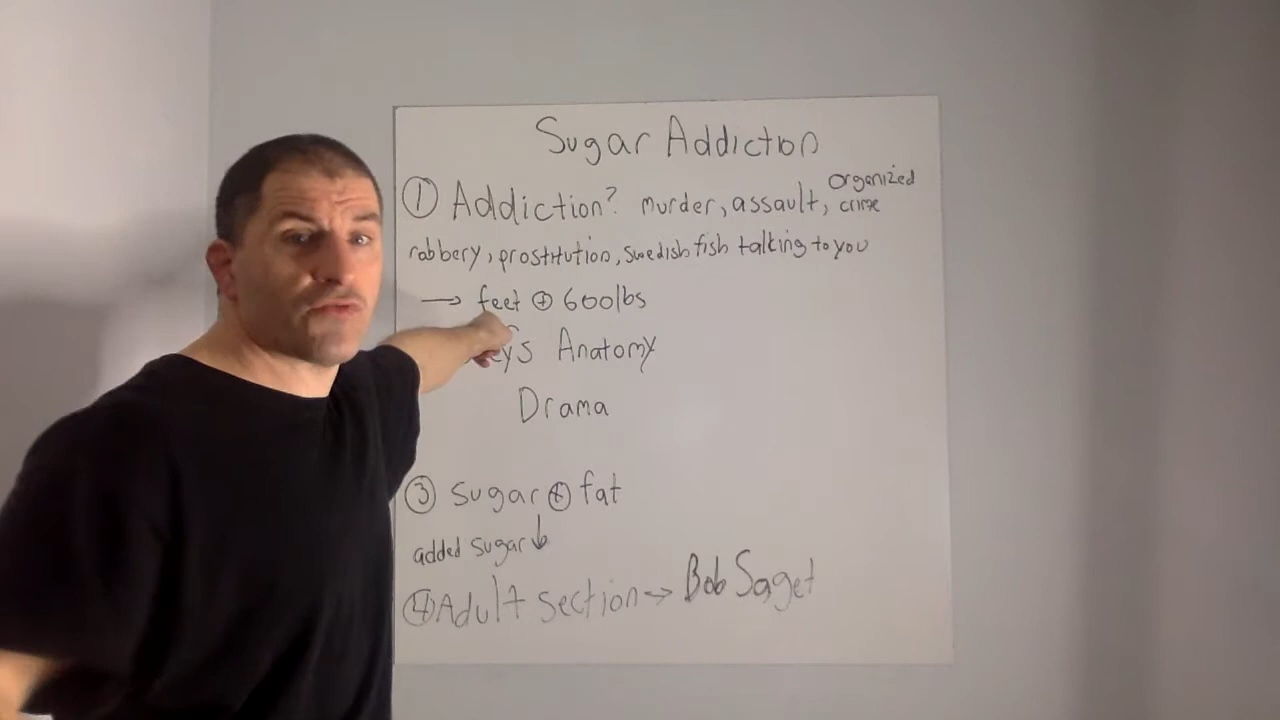 Sugar Addiction
① Addiction? murder, assault, organized crime
robbery, prostitution, swedish fish talking to you
→ feet ⊕ 600lbs
eys Anatomy
Drama
③ sugar ⊕ fat
added sugar ↓
④ Adult section → Bob Saget